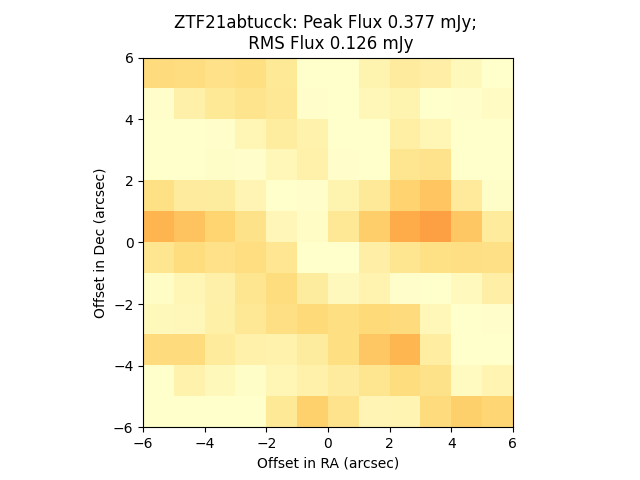 ZTF21abtucck: Peak Flux 0.377 mJy;
RMS Flux 0.126 mJy
6
4
2
0
−2
−4
−6
Offset in Dec (arcsec)
−6 −4 −2 0 2 4 6
Offset in RA (arcsec)